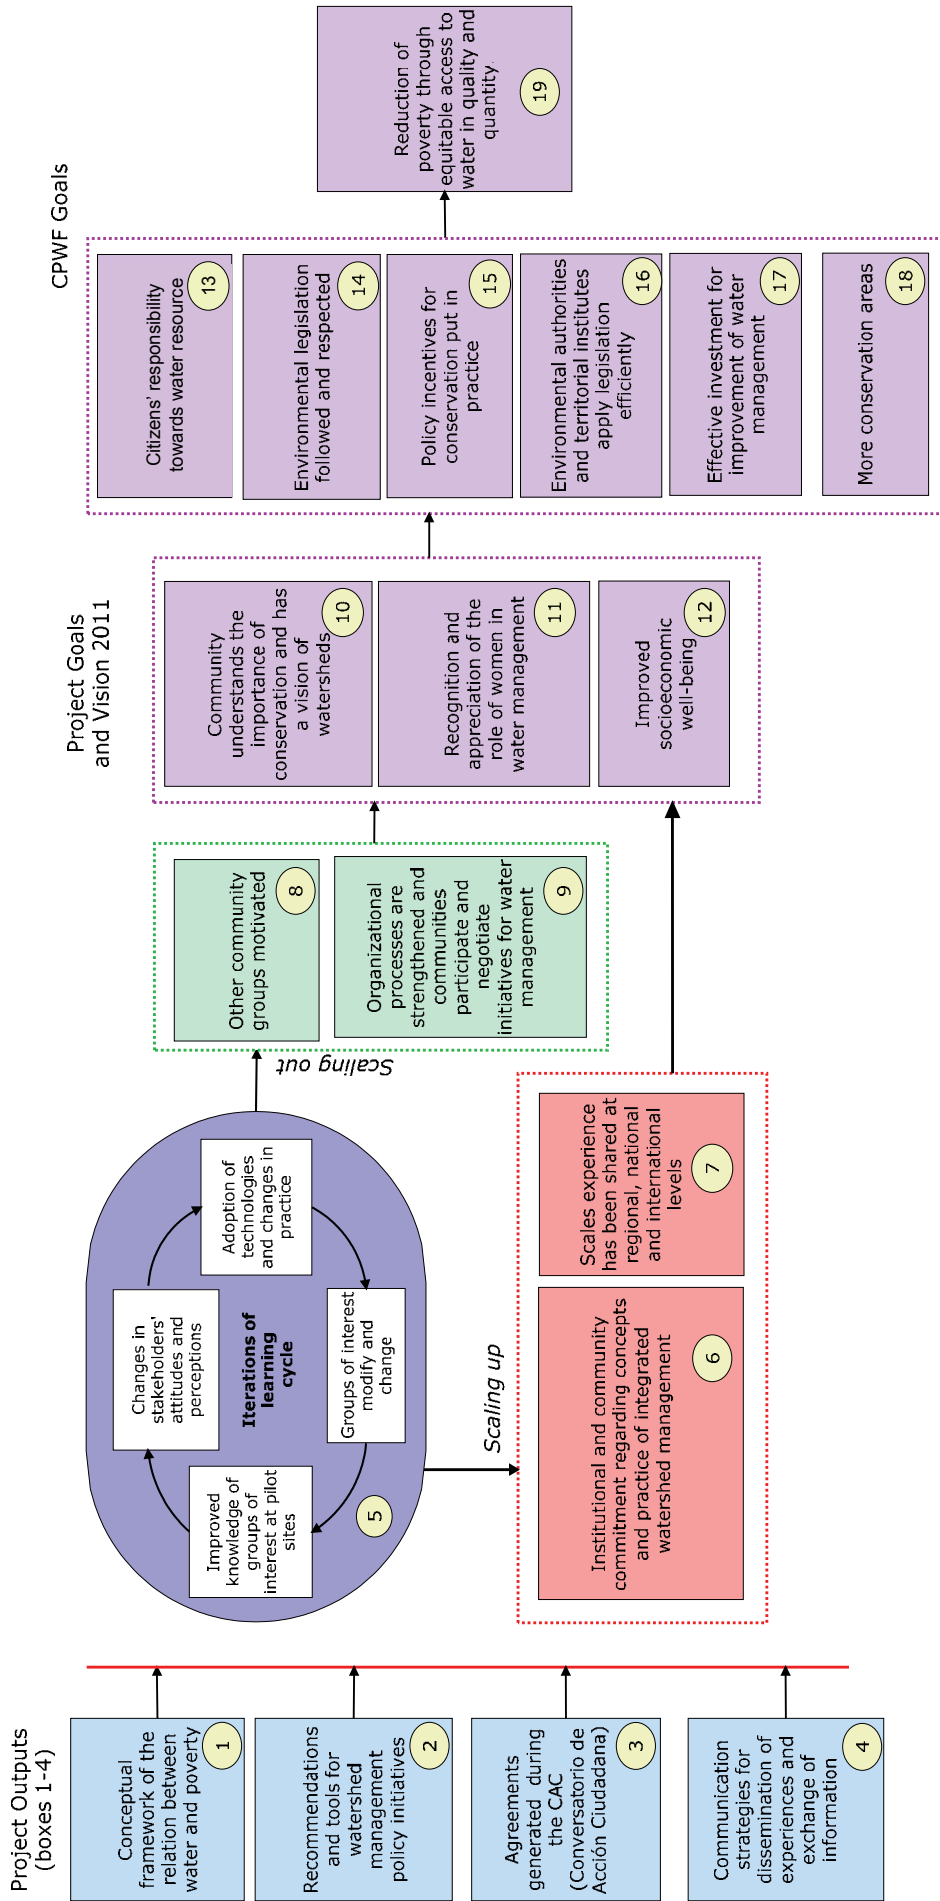 Project Outputs
(boxes 1-4)
Conceptual
framework of the
relation between
water and poverty
1
Recommendations
and tools for
watershed
management
policy initiatives
2
Agreements
generated during
the CAC
(Conversatorio de
Acción Ciudadana)
3
Communication
strategies for
dissemination of
experiences and
exchange of
information
4
Improved
knowledge of
groups of
interest at pilot
sites
Changes in
stakeholders'
attitudes and
perceptions
Adoption of
technologies
and changes in
practice
Groups of interest
modify and
change
Iterations of
learning
cycle
5
Scaling up
Institutional and community
commitment regarding concepts
and practice of integrated
watershed management
6
Scales experience
has been shared at
regional, national
and international
levels
7
Scaling out
Other community
groups motivated
8
Organizational
processes are
strengthened and
communities
participate and
negotiate
initiatives for water
management
9
Project Goals
and Vision 2011
Community
understands the
importance of
conservation and has
a vision of
watersheds
10
Recognition and
appreciation of the
role of women in
water management
11
Improved
socioeconomic
well-being
12
CPWF Goals
Citizens' responsibility
towards water resource
13
Environmental legislation
followed and respected
14
Policy incentives for
conservation put in
practice
15
Environmental authorities
and territorial institutes
apply legislation
efficiently
16
Effective investment for
improvement of water
management
17
More conservation areas
18
Reduction of
poverty through
equitable access to
water in quality and
quantity.
19